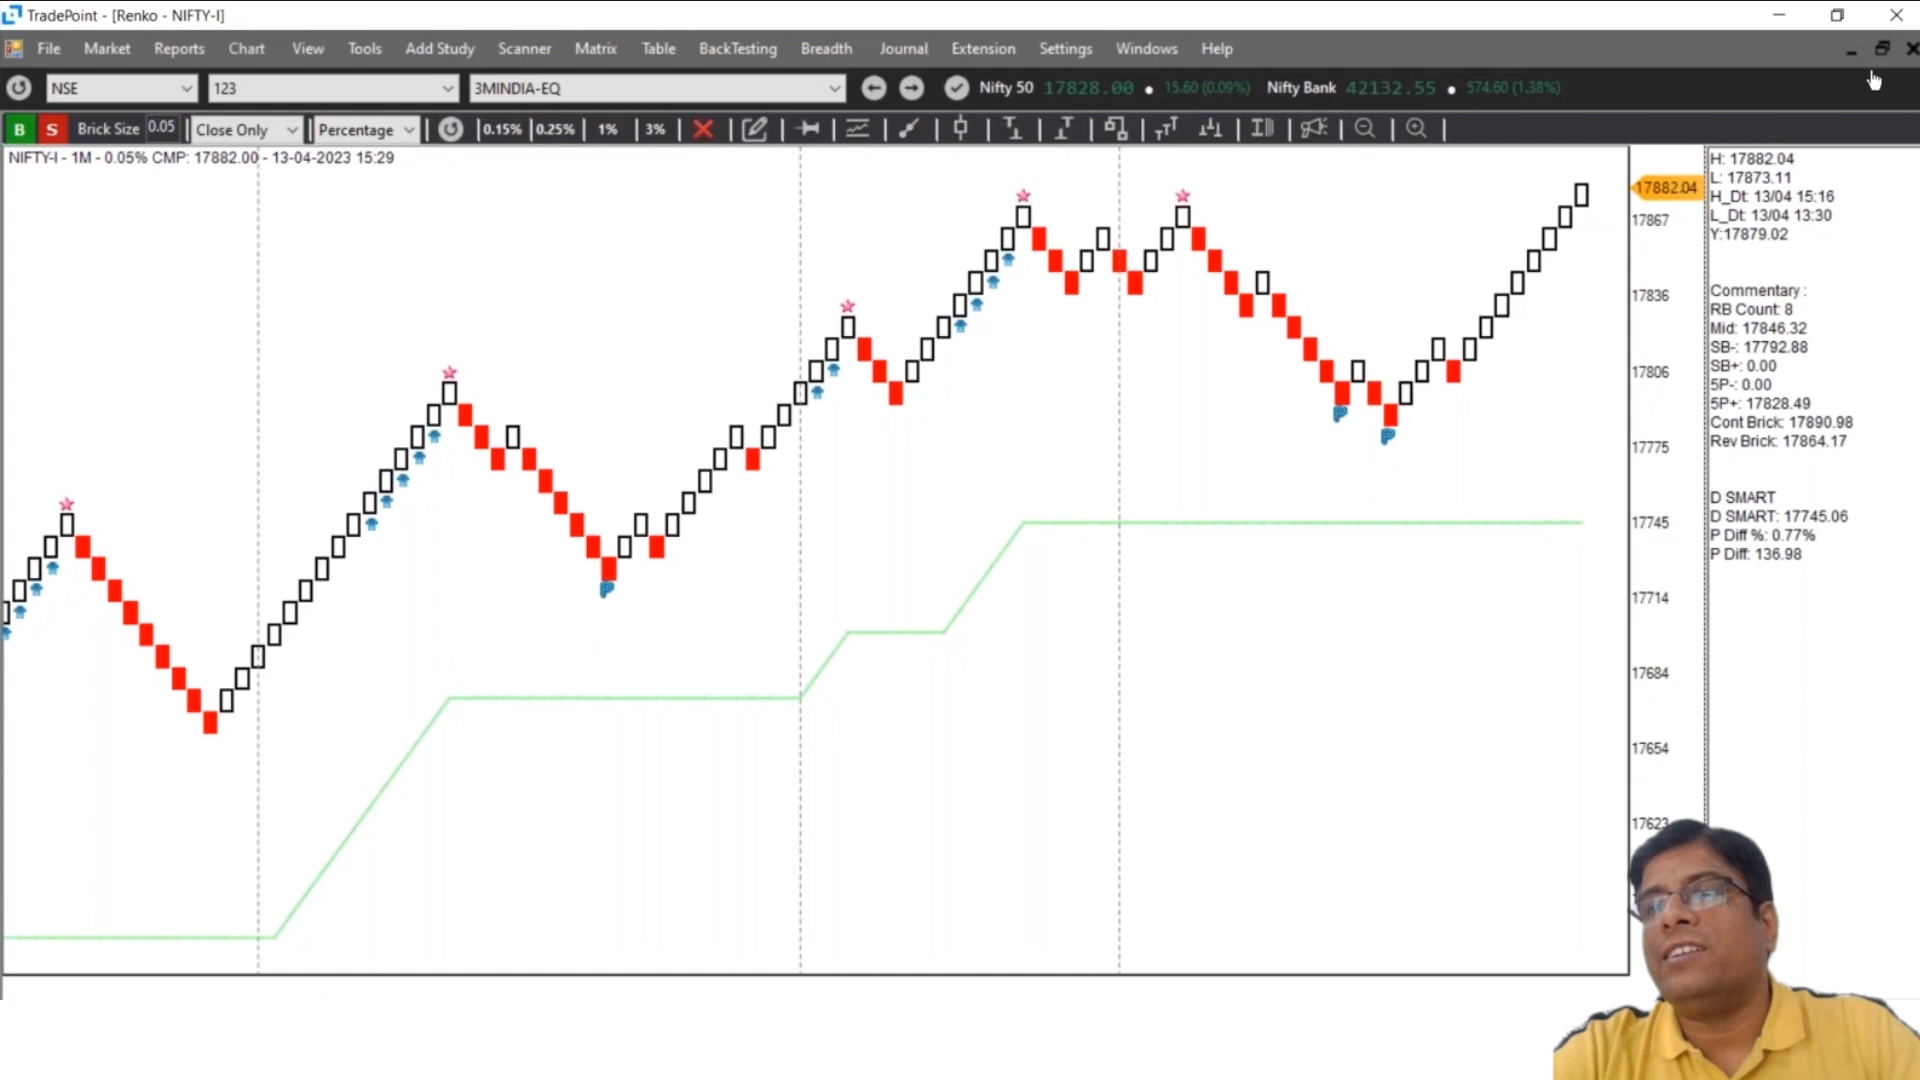 TradePoint - [Renko - NIFTY-I]
File Market Reports Chart View Tools Add Study Scanner Matrix Table BackTesting Breadth Journal Extension Settings Windows Help
NSE 123 3MINDIA-EQ Nifty 50 17828.00 15.60 (0.09%) Nifty Bank 42132.55 574.60 (1.38%)
B S Brick Size 0.05 Close Only Percentage 0.15% 0.25% 1% 3%
NIFTY-I - 1M - 0.05% CMP: 17882.00 - 13-04-2023 15:29
17882.04
17867
17836
17806
17775
17745
17714
17684
17654
17623
H: 17882.04
L: 17873.11
H_Dt: 13/04 15:16
L_Dt: 13/04 13:30
Y:17879.02
Commentary :
RB Count: 8
Mid: 17846.32
SB-: 17792.88
SB+: 0.00
5P-: 0.00
5P+: 17828.49
Cont Brick: 17890.98
Rev Brick: 17864.17
D SMART
D SMART: 17745.06
P Diff %: 0.77%
P Diff: 136.98
P
P
P